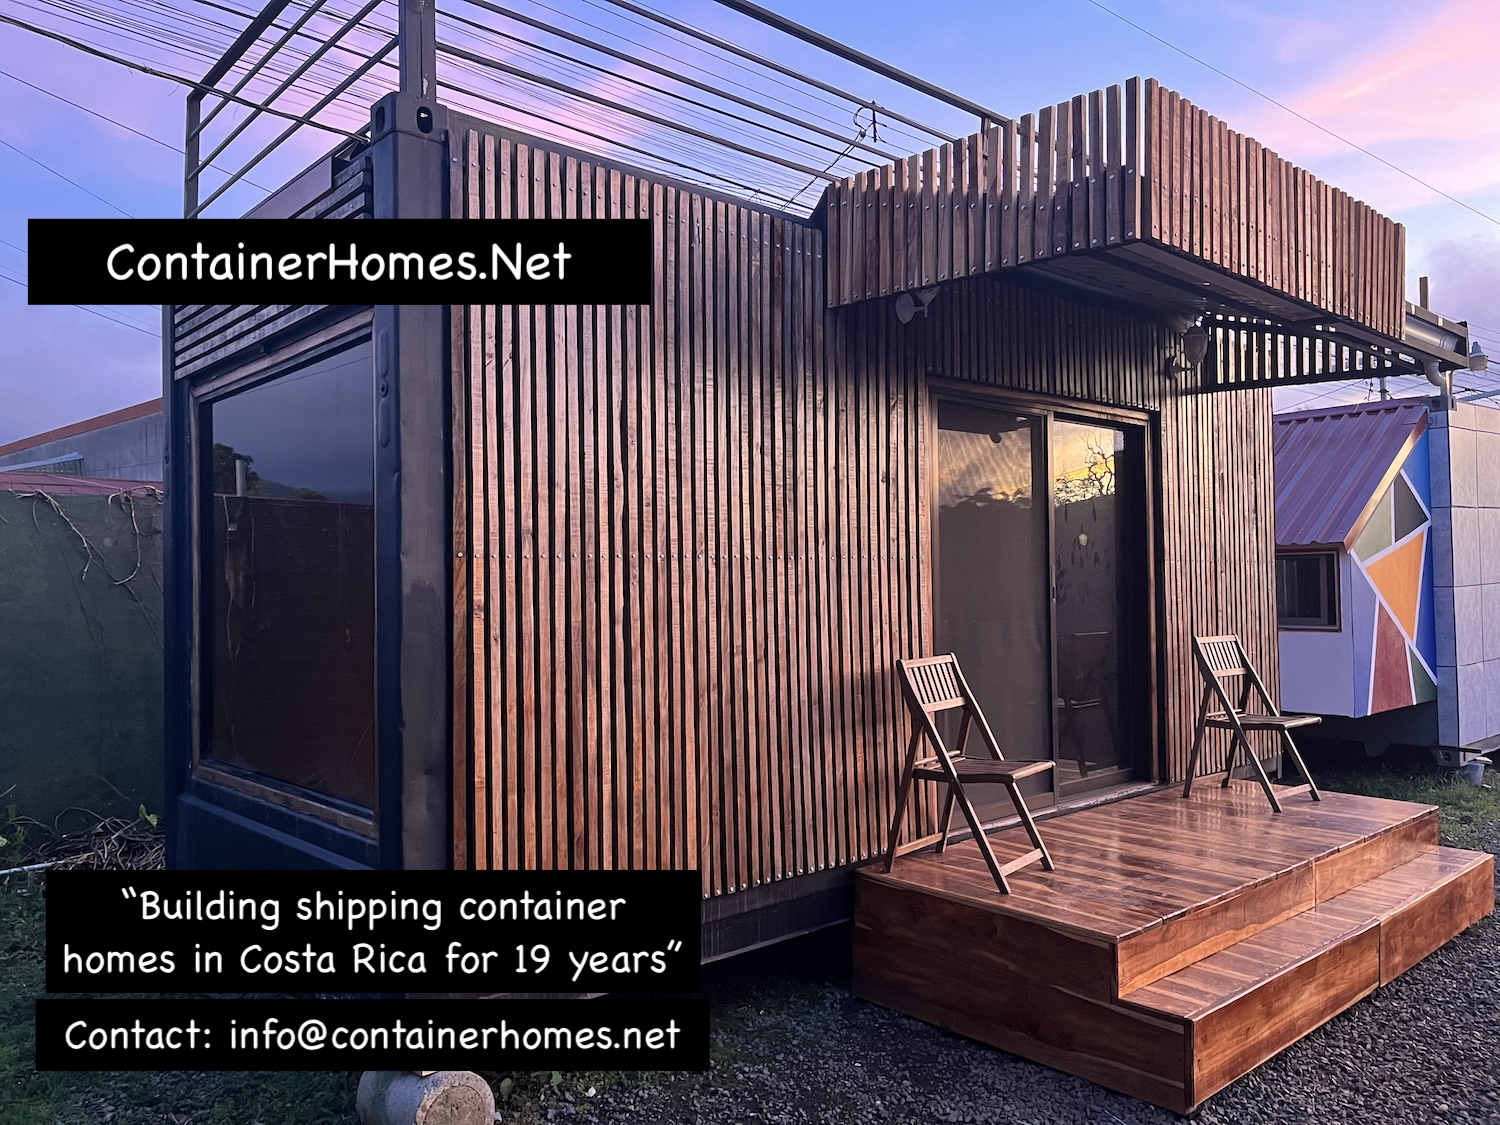 ContainerHomes.Net
“Building shipping container
homes in Costa Rica for 19 years”
Contact: info@containerhomes.net